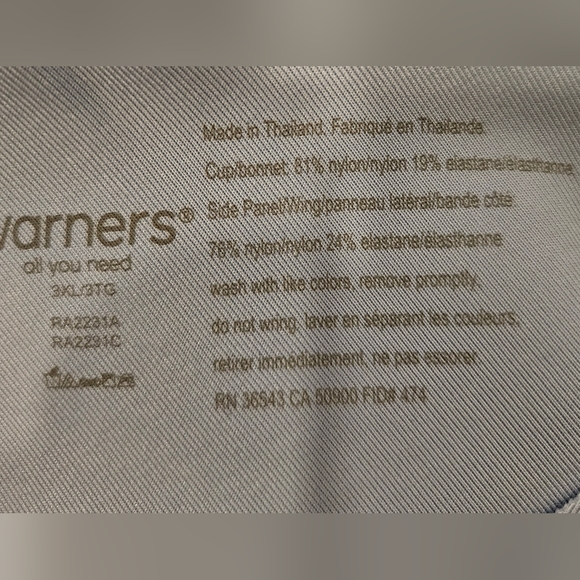 warners®
all you need
3XL/3TG
RA2231A
RA2231C
Made in Thailand. Fabriqué en Thaïlande.
Cup/bonnet: 81% nylon/nylon 19% elastane/élasthanne
Side Panel/Wing/panneau latéral/bande côté:
76% nylon/nylon 24% elastane/élasthanne
wash with like colors, remove promptly,
do not wring. laver en séparant les couleurs,
retirer immédiatement, ne pas essorer.
RN 36543 CA 50900 FID# 474